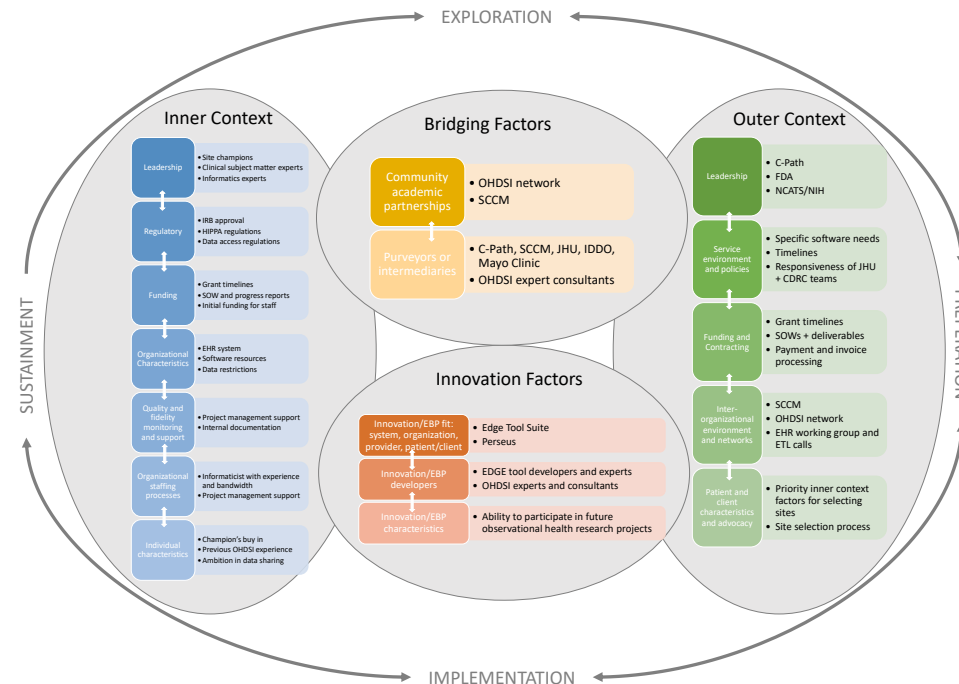 EXPLORATION
Inner Context
Leadership
• Site champions
• Clinical subject matter experts
• Informatics experts
Regulatory
• IRB approval
• HIPPA regulations
• Data access regulations
Funding
• Grant timelines
• SOW and progress reports
• Initial funding for staff
Organizational
Characteristics
• EHR system
• Software resources
• Data restrictions
Quality and
fidelity
monitoring
and support
• Project management support
• Internal documentation
Organizational
staffing
processes
• Informaticist with experience
and bandwidth
• Project management support
Individual
characteristics
• Champion's buy in
• Previous OHDSI experience
• Ambition in data sharing
Bridging Factors
Community
academic
partnerships
• OHDSI network
• SCCM
Purveyors or
intermediaries
• C-Path, SCCM, JHU, IDDO,
Mayo Clinic
• OHDSI expert consultants
Innovation Factors
Innovation/EBP fit:
system, organization,
provider, patient/client
• Edge Tool Suite
• Perseus
Innovation/EBP
developers
• EDGE tool developers and experts
• OHDSI experts and consultants
Innovation/EBP
characteristics
• Ability to participate in future
observational health research projects
Outer Context
Leadership
• C-Path
• FDA
• NCATS/NIH
Service
environment
and policies
• Specific software needs
• Timelines
• Responsiveness of JHU
+ CDRC teams
Funding and
Contracting
• Grant timelines
• SOWs + deliverables
• Payment and invoice
processing
Inter-
organizational
environment
and networks
• SCCM
• OHDSI network
• EHR working group and
ETL calls
Patient and
client
characteristics
and advocacy
• Priority inner context
factors for selecting
sites
• Site selection process
SUSTAINMENT
IMPLEMENTATION